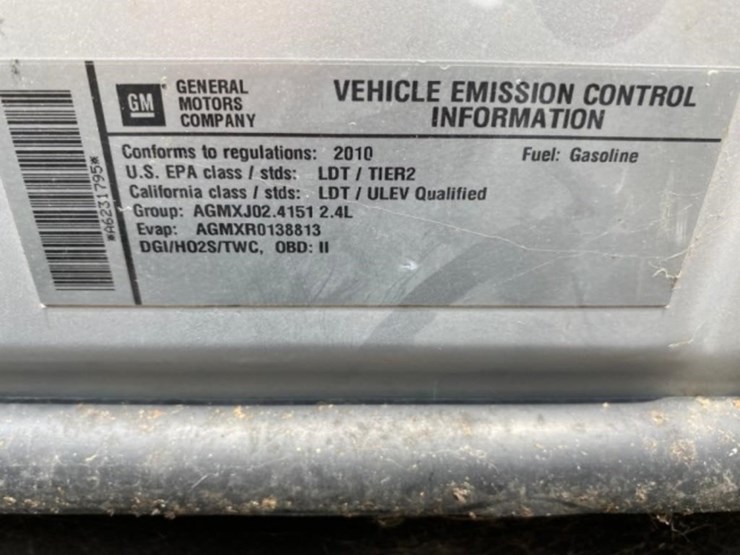 GM
GENERAL
MOTORS
COMPANY
VEHICLE EMISSION CONTROL
INFORMATION
Conforms to regulations: 2010
Fuel: Gasoline
U.S. EPA class / stds: LDT / TIER2
California class / stds: LDT / ULEV Qualified
Group: AGMXJ02.4151 2.4L
Evap: AGMXR0138813
DGI/HO2S/TWC, OBD: II
*A6231795*